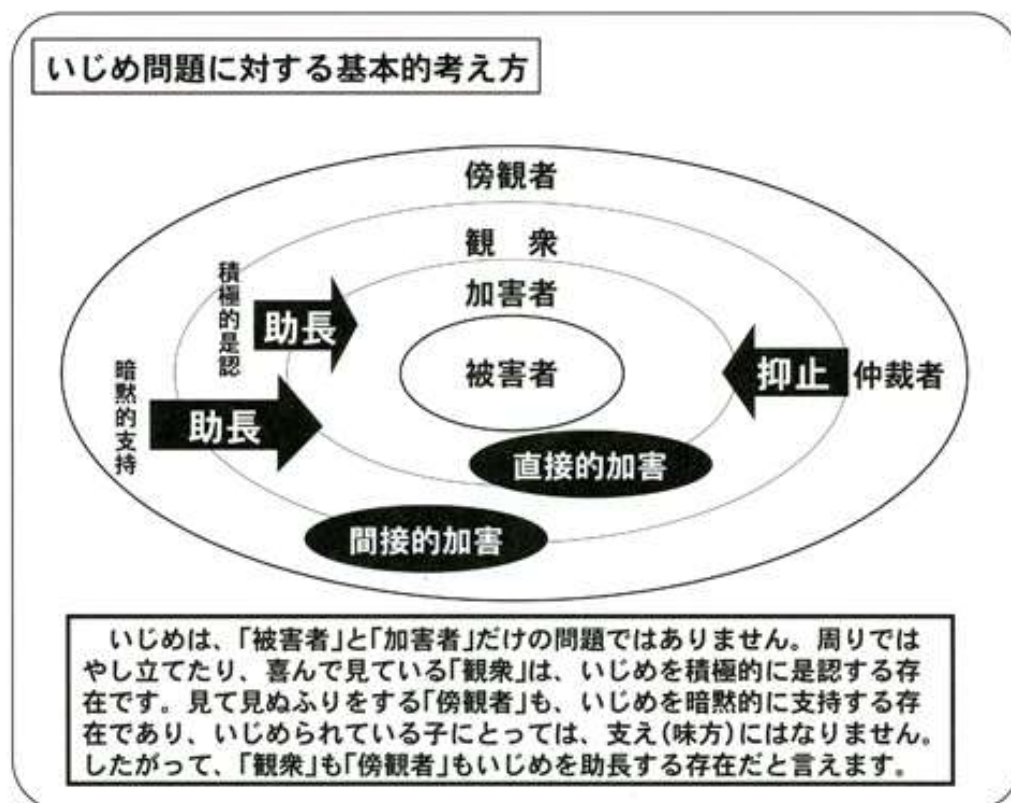 いじめ問題に対する基本的考え方
傍観者
観　衆
積極的是認
加害者
助長
被害者
抑止
仲裁者
暗黙的支持
助長
直接的加害
間接的加害
　いじめは、「被害者」と「加害者」だけの問題ではありません。周りでは
やし立てたり、喜んで見ている「観衆」は、いじめを積極的に是認する存
在です。見て見ぬふりをする「傍観者」も、いじめを暗黙的に支持する存
在であり、いじめられている子にとっては、支え(味方)にはなりません。
したがって、「観衆」も「傍観者」もいじめを助長する存在だと言えます。